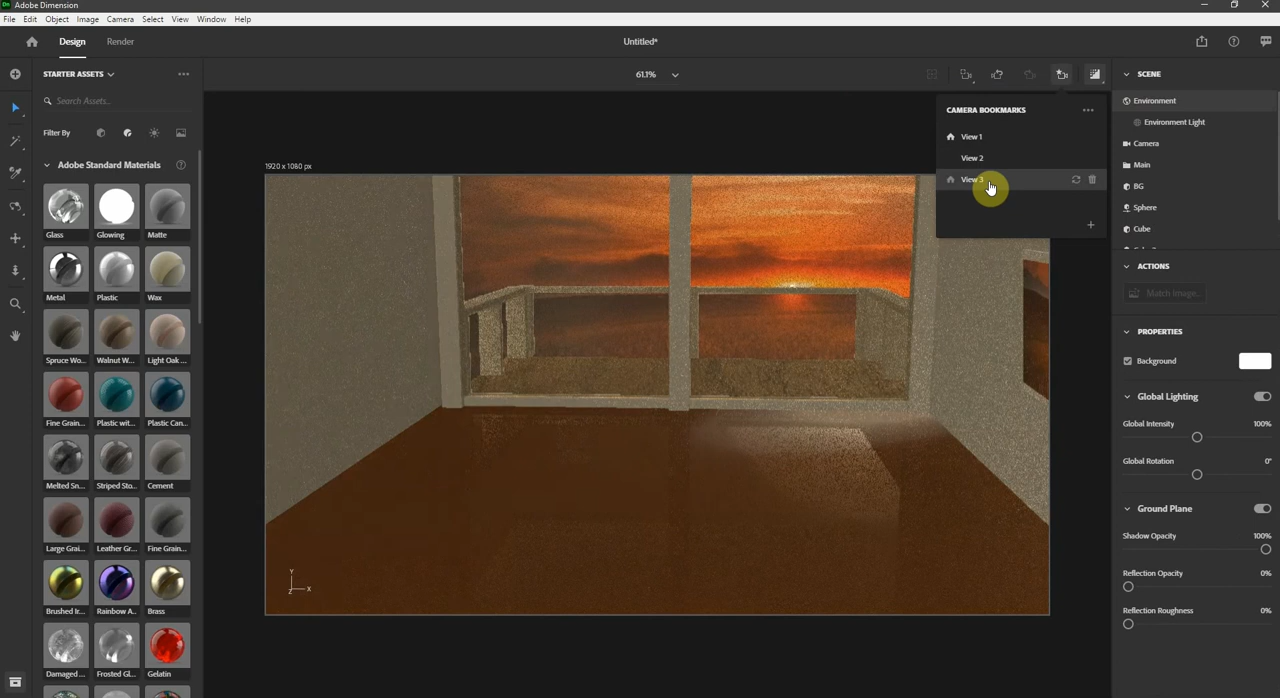 Dn Adobe Dimension
File Edit Object Image Camera Select View Window Help
Design Render Untitled*
STARTER ASSETS
Search Assets...
Filter By
Adobe Standard Materials
Glass Glowing Matte
Metal Plastic Wax
Spruce Wo... Walnut W... Light Oak ...
Fine Grain... Plastic wit... Plastic Can...
Melted Sn... Striped Sto... Cement
Large Grai... Leather Gr... Fine Grain...
Brushed Ir... Rainbow A... Brass
Damaged ... Frosted Gl... Gelatin
61.1%
1920 x 1080 px
Y
Z X
CAMERA BOOKMARKS
View 1
View 2
View 3
SCENE
Environment
Environment Light
Camera
Main
BG
Sphere
Cube
ACTIONS
Match Image...
PROPERTIES
Background
Global Lighting
Global Intensity 100%
Global Rotation 0°
Ground Plane
Shadow Opacity 100%
Reflection Opacity 0%
Reflection Roughness 0%